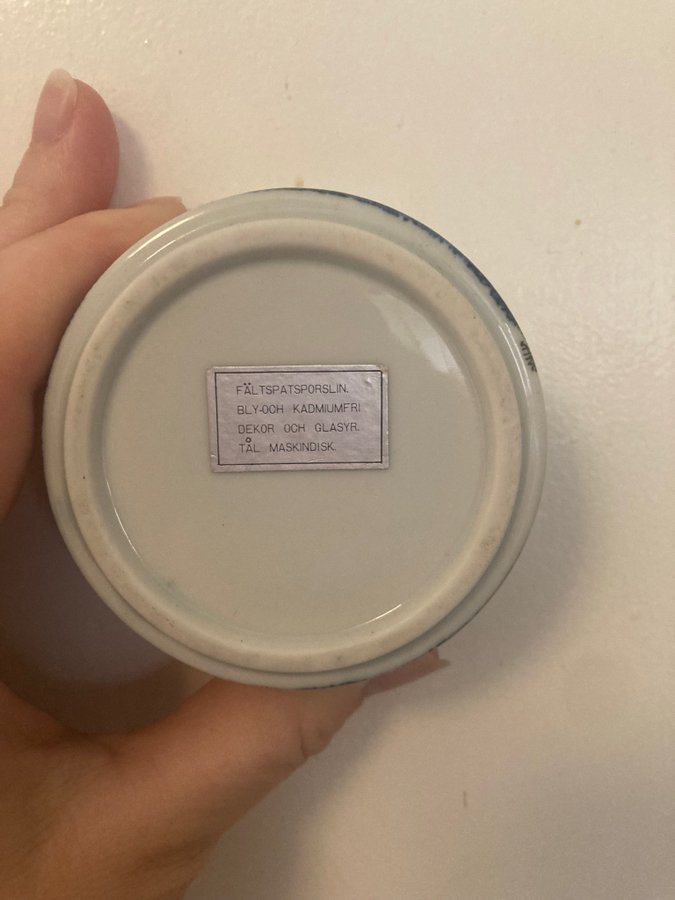 FÄLTSPATSPORSLIN.
BLY-OCH KADMIUMFRI
DEKOR OCH GLASYR.
TÅL MASKINDISK.